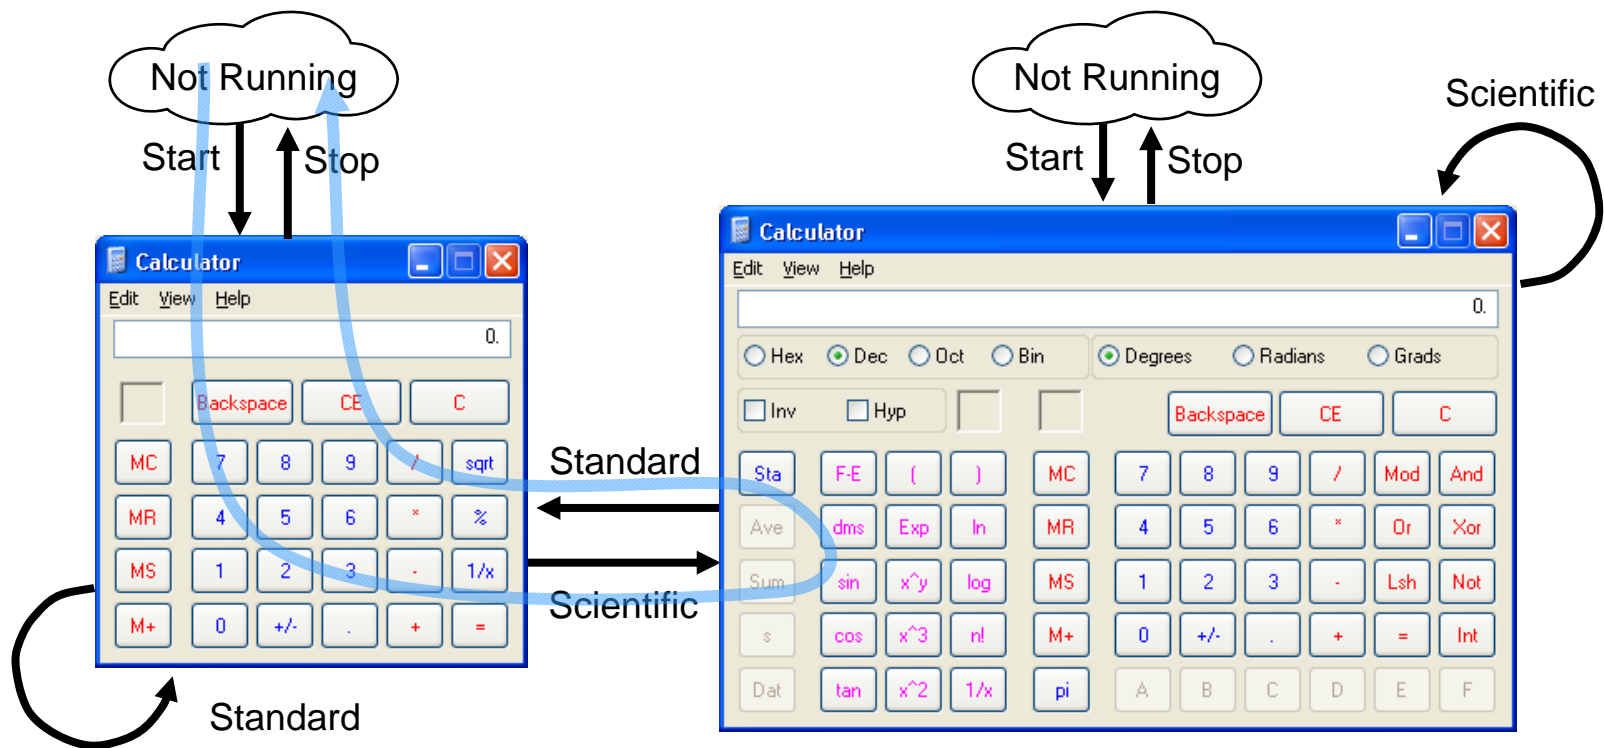 Not Running
Start
Stop
Not Running
Start
Stop
Scientific
Calculator
Edit View Help
0.
Backspace CE C
MC 7 8 9 / sqrt
MR 4 5 6 * %
MS 1 2 3 - 1/x
M+ 0 +/- . + =
Standard
Standard
Scientific
Calculator
Edit View Help
0.
Hex Dec Oct Bin Degrees Radians Grads
Inv Hyp Backspace CE C
Sta F-E ( ) MC 7 8 9 / Mod And
Ave dms Exp ln MR 4 5 6 * Or Xor
Sum sin x^y log MS 1 2 3 - Lsh Not
s cos x^3 n! M+ 0 +/- . + = Int
Dat tan x^2 1/x pi A B C D E F